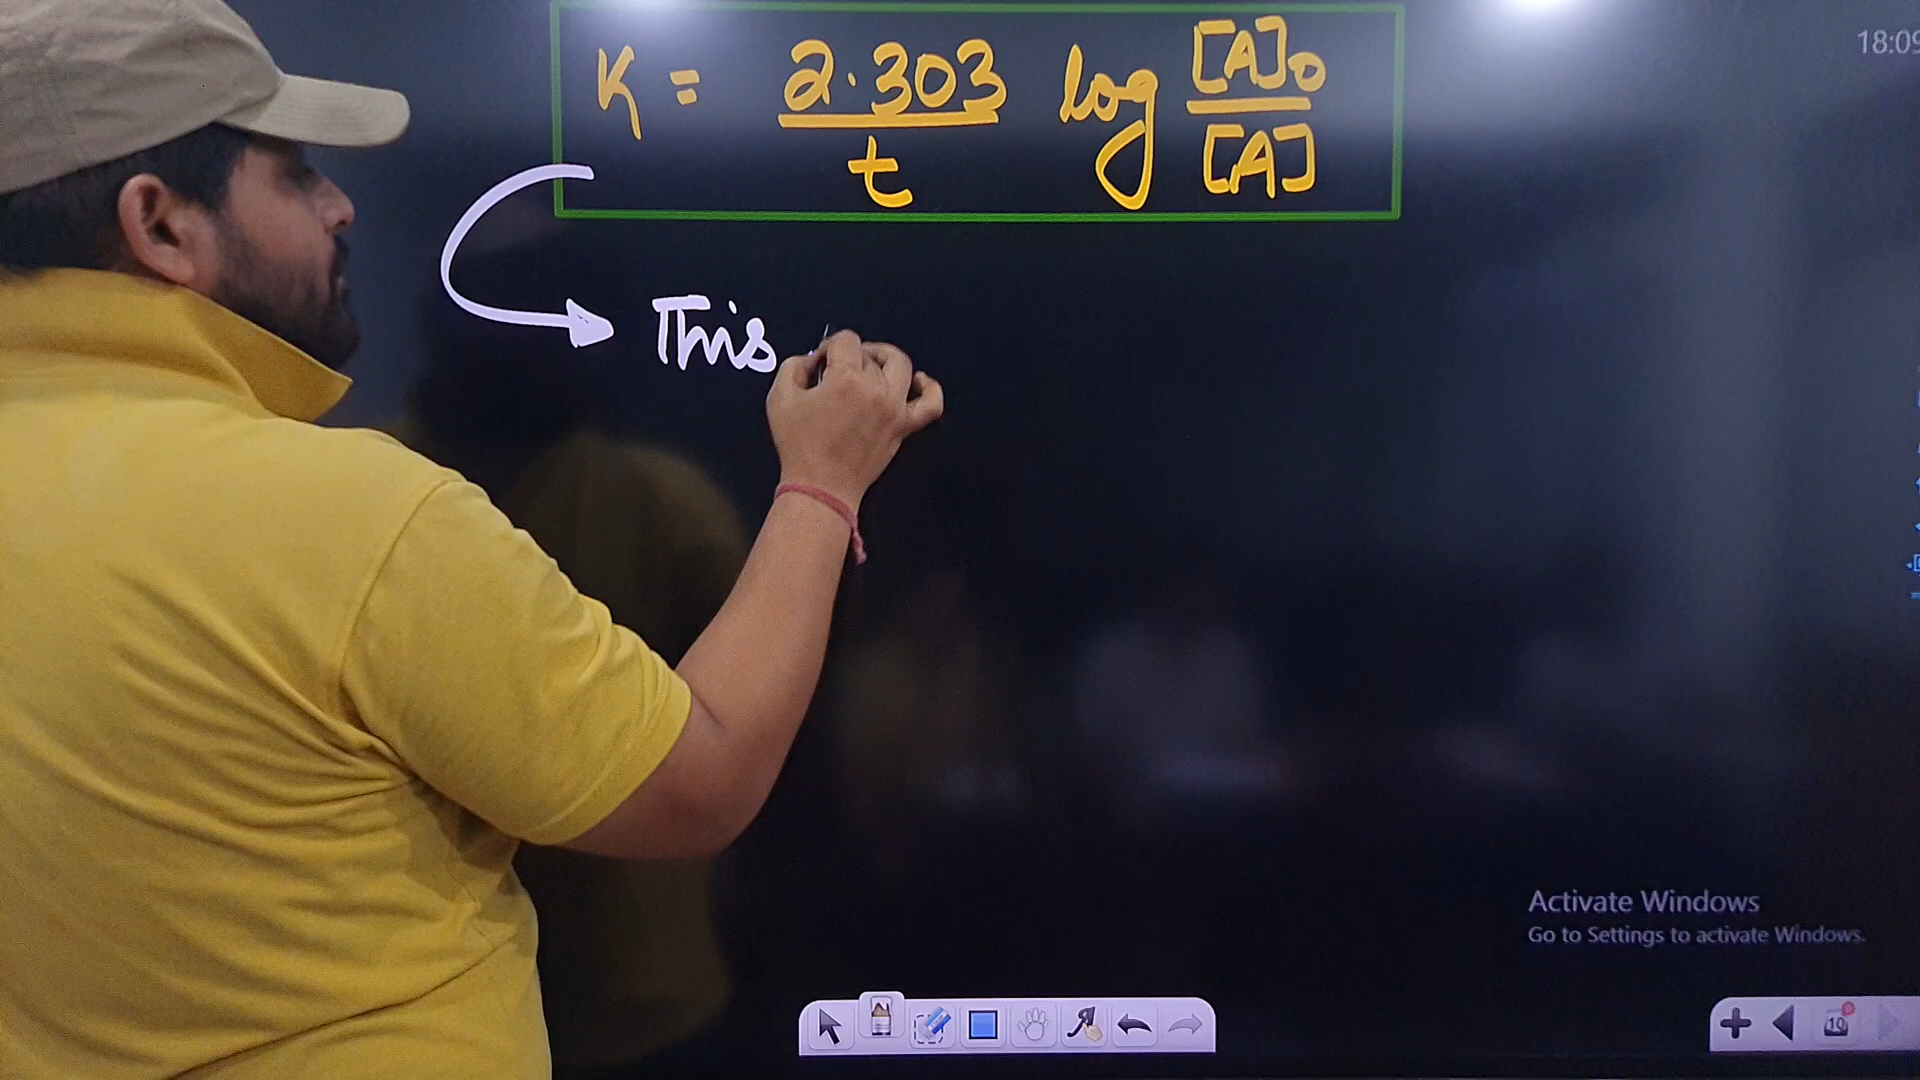 18:09
K = 2.303 / t log [A]0 / [A]
This
Activate Windows
Go to Settings to activate Windows.
10